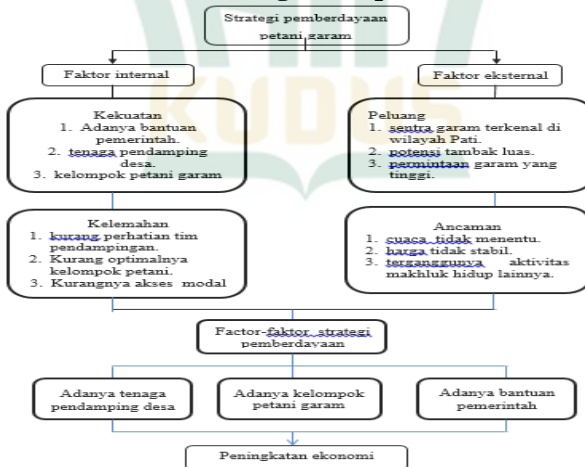 Strategi pemberdayaan
petani garam
Faktor internal
Faktor eksternal
Kekuatan
1. Adanya bantuan
pemerintah.
2. tenaga pendamping
desa.
3. kelompok petani garam
Peluang
1. sentra garam terkenal di
wilayah Pati.
2. potensi tambak luas.
3. permintaan garam yang
tinggi.
Kelemahan
1. kurang perhatian tim
pendampingan.
2. Kurang optimalnya
kelompok petani.
3. Kurangnya akses modal
Ancaman
1. cuaca tidak menentu.
2. harga tidak stabil.
3. terganggunya aktivitas
makhluk hidup lainnya.
Factor-faktor strategi
pemberdayaan
Adanya tenaga
pendamping desa
Adanya kelompok
petani garam
Adanya bantuan
pemerintah
Peningkatan ekonomi
KUDUS